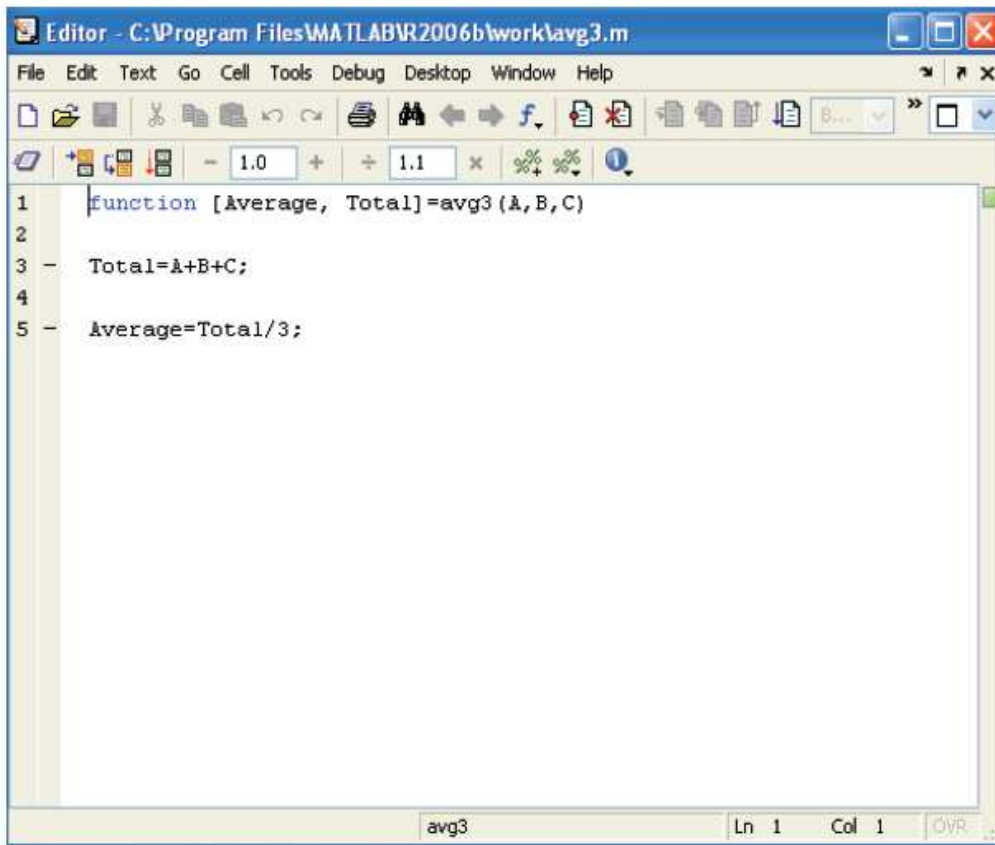 Editor - C:\Program Files\MATLAB\R2006b\work\avg3.m
File Edit Text Go Cell Tools Debug Desktop Window Help
B...
- 1.0 + ÷ 1.1 ×
1 function [Average, Total]=avg3(A,B,C)
2
3 - Total=A+B+C;
4
5 - Average=Total/3;
avg3 Ln 1 Col 1 OVR